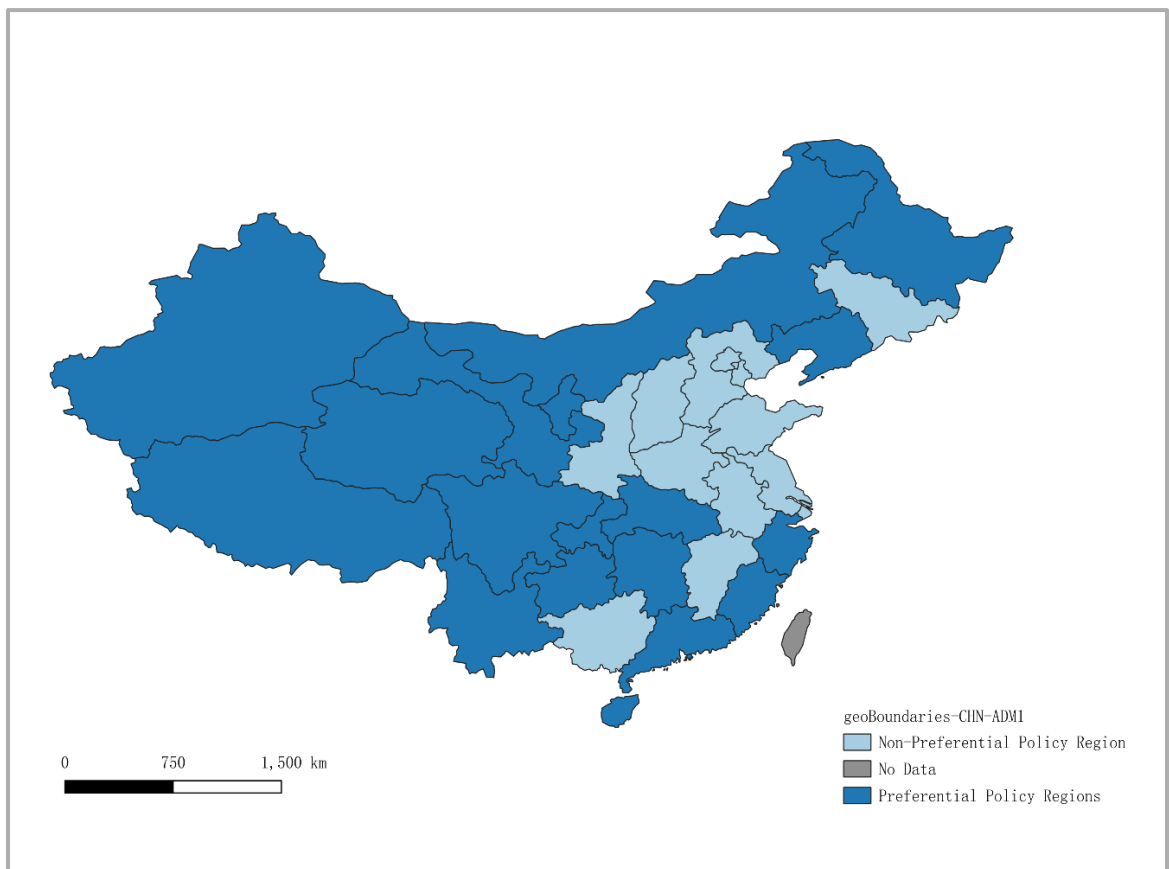 geoBoundaries-CHN-ADM1
Non-Preferential Policy Region
No Data
Preferential Policy Regions
0 750 1,500 km